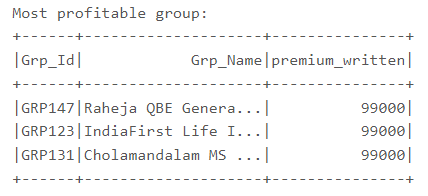 Most profitable group:
+------+--------------------+---------------+
|Grp_Id|            Grp_Name|premium_written|
+------+--------------------+---------------+
|GRP147|Raheja QBE Genera...|          99000|
|GRP123|IndiaFirst Life I...|          99000|
|GRP131|Cholamandalam MS ...|          99000|
+------+--------------------+---------------+